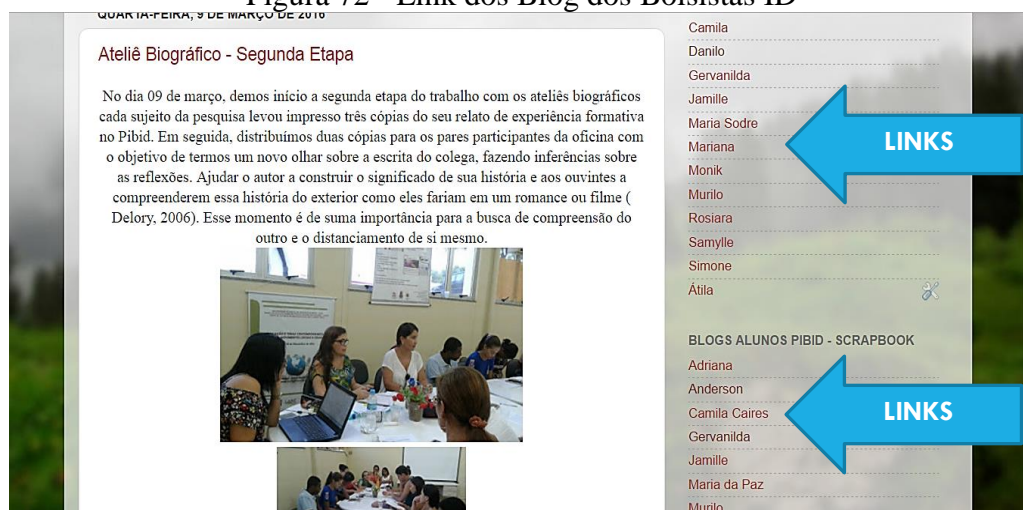 Figura 72 - Link dos Blog dos Bolsistas ID
QUARTA-FEIRA, 9 DE MARÇO DE 2016
Ateliê Biográfico - Segunda Etapa
No dia 09 de março, demos início a segunda etapa do trabalho com os ateliês biográficos
cada sujeito da pesquisa levou impresso três cópias do seu relato de experiência formativa
no Pibid. Em seguida, distribuímos duas cópias para os pares participantes da oficina com
o objetivo de termos um novo olhar sobre a escrita do colega, fazendo inferências sobre
as reflexões. Ajudar o autor a construir o significado de sua história e aos ouvintes a
compreenderem essa história do exterior como eles fariam em um romance ou filme (
Delory, 2006). Esse momento é de suma importância para a busca de compreensão do
outro e o distanciamento de si mesmo.
Camila
Danilo
Gervanilda
Jamille
Maria Sodre
Mariana
Monik
Murilo
Rosiara
Samylle
Simone
Átila
LINKS
BLOGS ALUNOS PIBID - SCRAPBOOK
Adriana
Anderson
Camila Caires
Gervanilda
Jamille
Maria da Paz
Murilo
LINKS